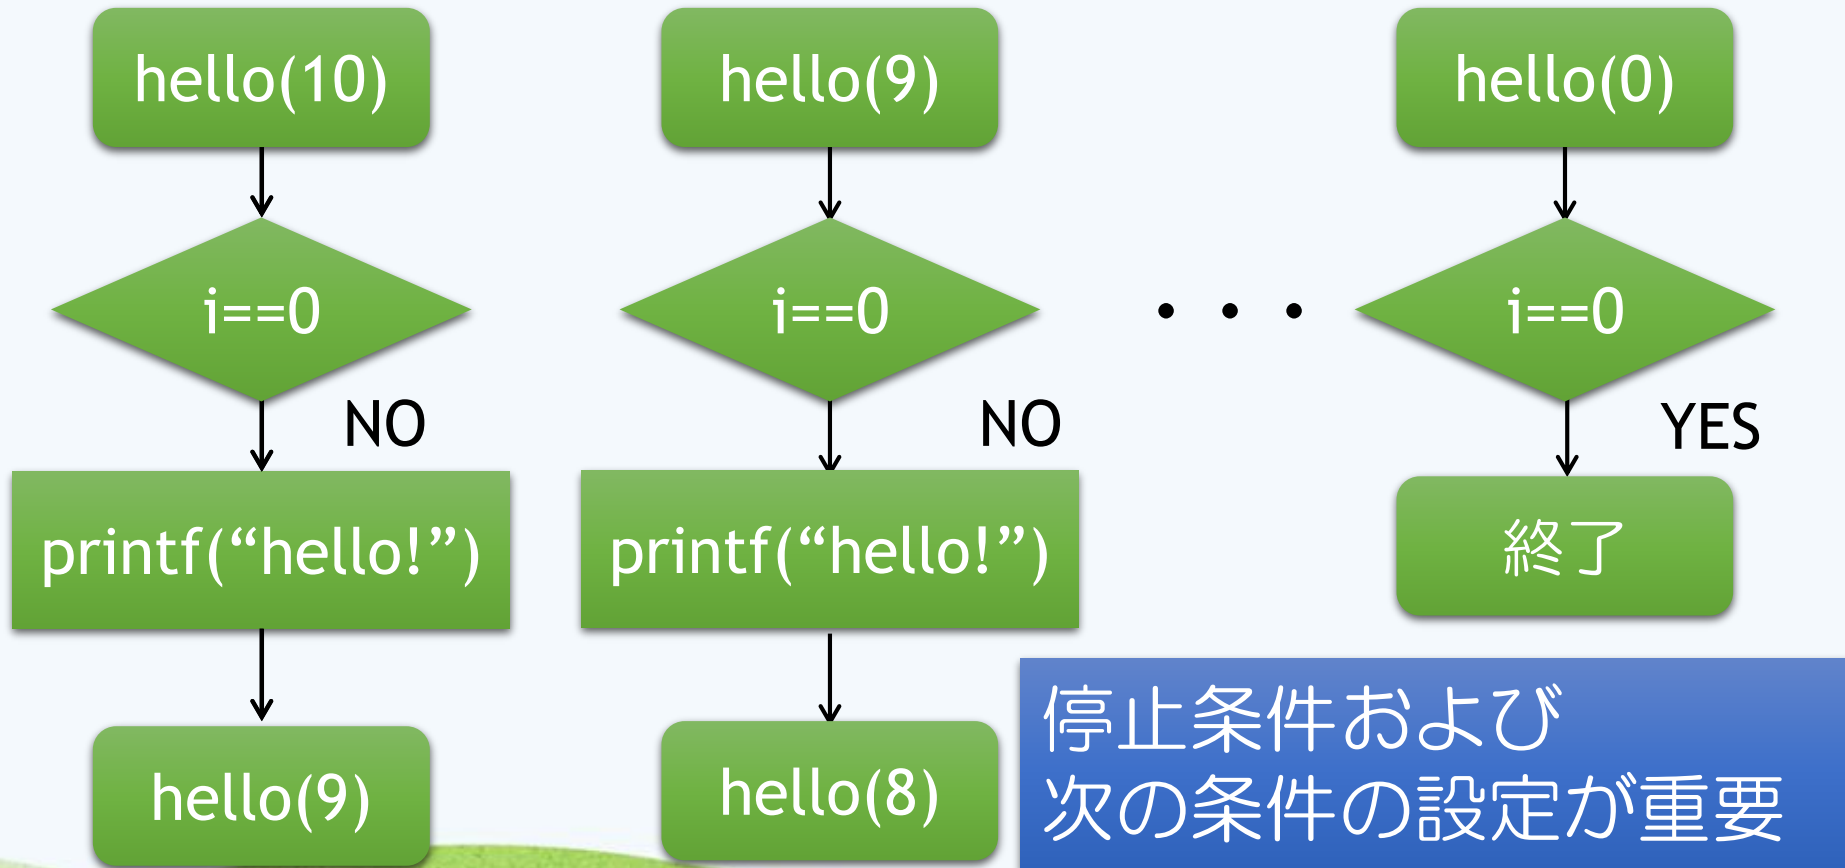 hello(10)
i==0
NO
printf(“hello!”)
hello(9)
hello(9)
i==0
NO
printf(“hello!”)
hello(8)
・・・
hello(0)
i==0
YES
終了
停止条件および
次の条件の設定が重要